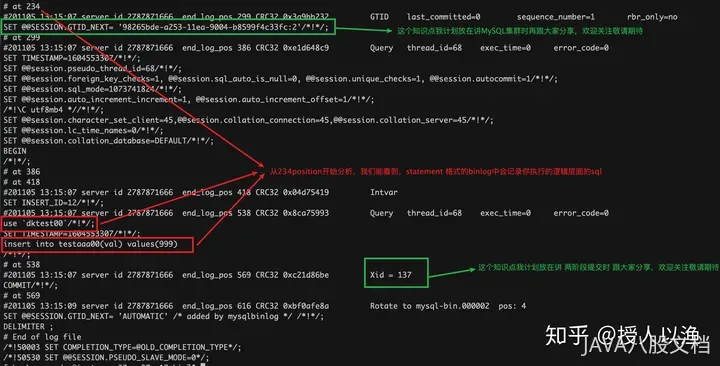 # at 234
#201105 13:15:07 server id 2787871666 end_log_pos 299 CRC32 0x3a9bb232 GTID last_committed=0 sequence_number=1 rbr_only=no
SET @@SESSION.GTID_NEXT= '98265bde-a253-11ea-9004-b8599f4c33fc:2'/*!*/;
这个知识点我计划放在讲MySQL集群时再跟大家分享，欢迎关注敬请期待
# at 299
#201105 13:15:07 server id 2787871666 end_log_pos 386 CRC32 0xe1d648c9 Query thread_id=68 exec_time=0 error_code=0
SET TIMESTAMP=1604553307/*!*/;
SET @@session.pseudo_thread_id=68/*!*/;
SET @@session.foreign_key_checks=1, @@session.sql_auto_is_null=0, @@session.unique_checks=1, @@session.autocommit=1/*!*/;
SET @@session.sql_mode=1073741824/*!*/;
SET @@session.auto_increment_increment=1, @@session.auto_increment_offset=1/*!*/;
/*!\C utf8mb4 *//*!*/;
SET @@session.character_set_client=45,@@session.collation_connection=45,@@session.collation_server=45/*!*/;
SET @@session.lc_time_names=0/*!*/;
SET @@session.collation_database=DEFAULT/*!*/;
BEGIN
/*!*/;
从234position开始分析，我们能看到，statement 格式的binlog中会记录你执行的逻辑层面的sql
# at 386
# at 418
#201105 13:15:07 server id 2787871666 end_log_pos 418 CRC32 0x04d75419 Intvar
SET INSERT_ID=12/*!*/;
#201105 13:15:07 server id 2787871666 end_log_pos 538 CRC32 0x8ca75993 Query thread_id=68 exec_time=0 error_code=0
use `dktest00`/*!*/;
SET TIMESTAMP=1604553307/*!*/;
insert into testaaa00(val) values(999)
/*!*/;
# at 538
#201105 13:15:07 server id 2787871666 end_log_pos 569 CRC32 0xc21d86be Xid = 137
这个知识点我计划放在讲 两阶段提交时 跟大家分享，欢迎关注敬请期待
COMMIT/*!*/;
# at 569
#201105 13:15:09 server id 2787871666 end_log_pos 616 CRC32 0xbf0afe8a Rotate to mysql-bin.000002 pos: 4
SET @@SESSION.GTID_NEXT= 'AUTOMATIC' /* added by mysqlbinlog */ /*!*/;
DELIMITER ;
# End of log file
/*!50003 SET COMPLETION_TYPE=@OLD_COMPLETION_TYPE*/;
/*!50530 SET @@SESSION.PSEUDO_SLAVE_MODE=0*/;
知乎 @授人以渔
JAVA八股文档